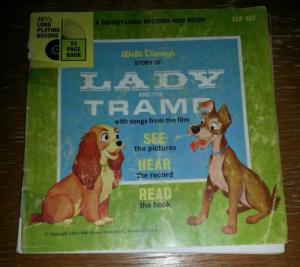 33⅓
LONG
PLAYING
RECORD
24
PAGE
BOOK
A DISNEYLAND RECORD AND BOOK
LLP 307
Walt Disney's
STORY OF
LADY
AND THE
TRAMP
with songs from the film
SEE
the pictures
HEAR
the record
READ
the book